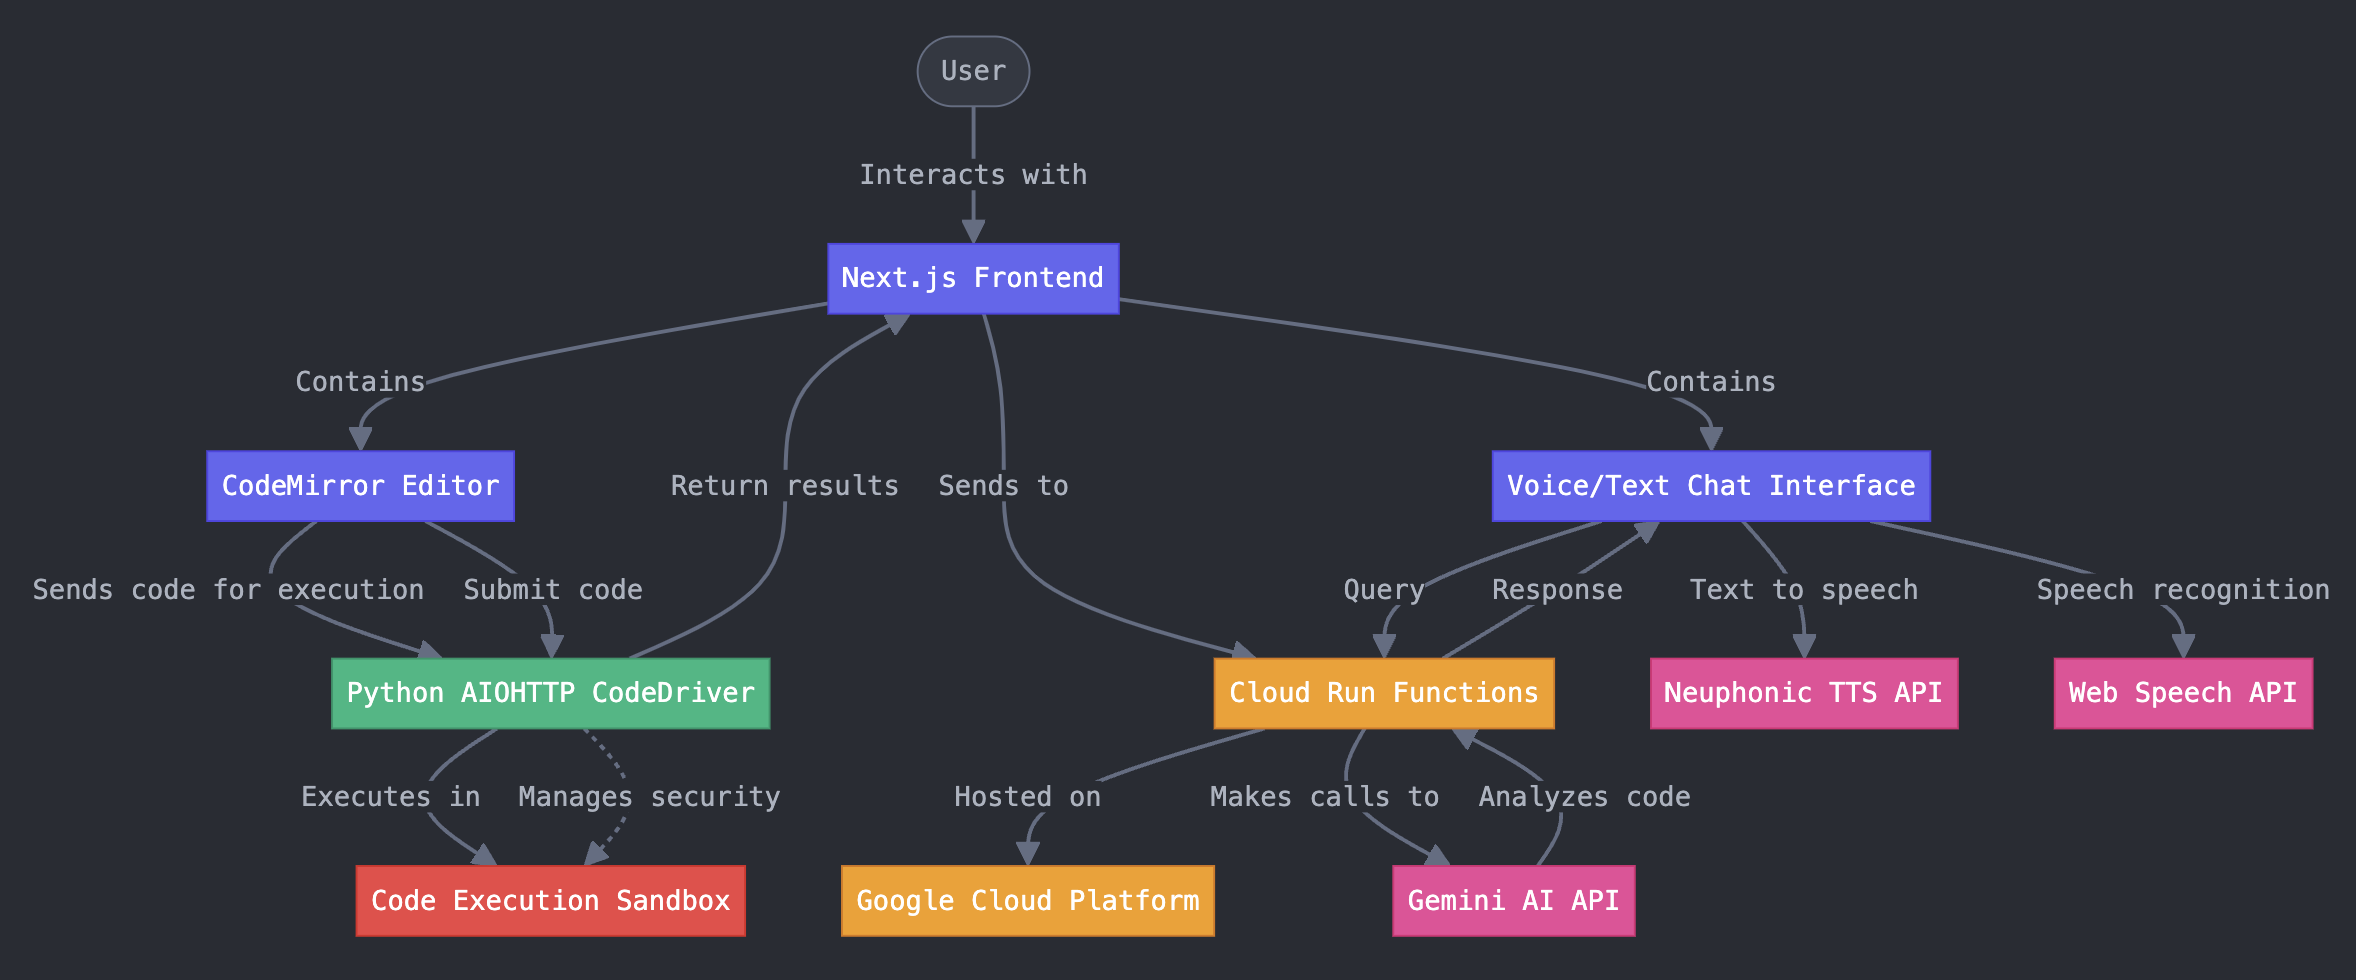 User
Interacts with
Next.js Frontend
Contains
Contains
CodeMirror Editor
Return results
Sends to
Voice/Text Chat Interface
Sends code for execution
Submit code
Query
Response
Text to speech
Speech recognition
Python AIOHTTP CodeDriver
Cloud Run Functions
Neuphonic TTS API
Web Speech API
Executes in
Manages security
Hosted on
Makes calls to
Analyzes code
Code Execution Sandbox
Google Cloud Platform
Gemini AI API